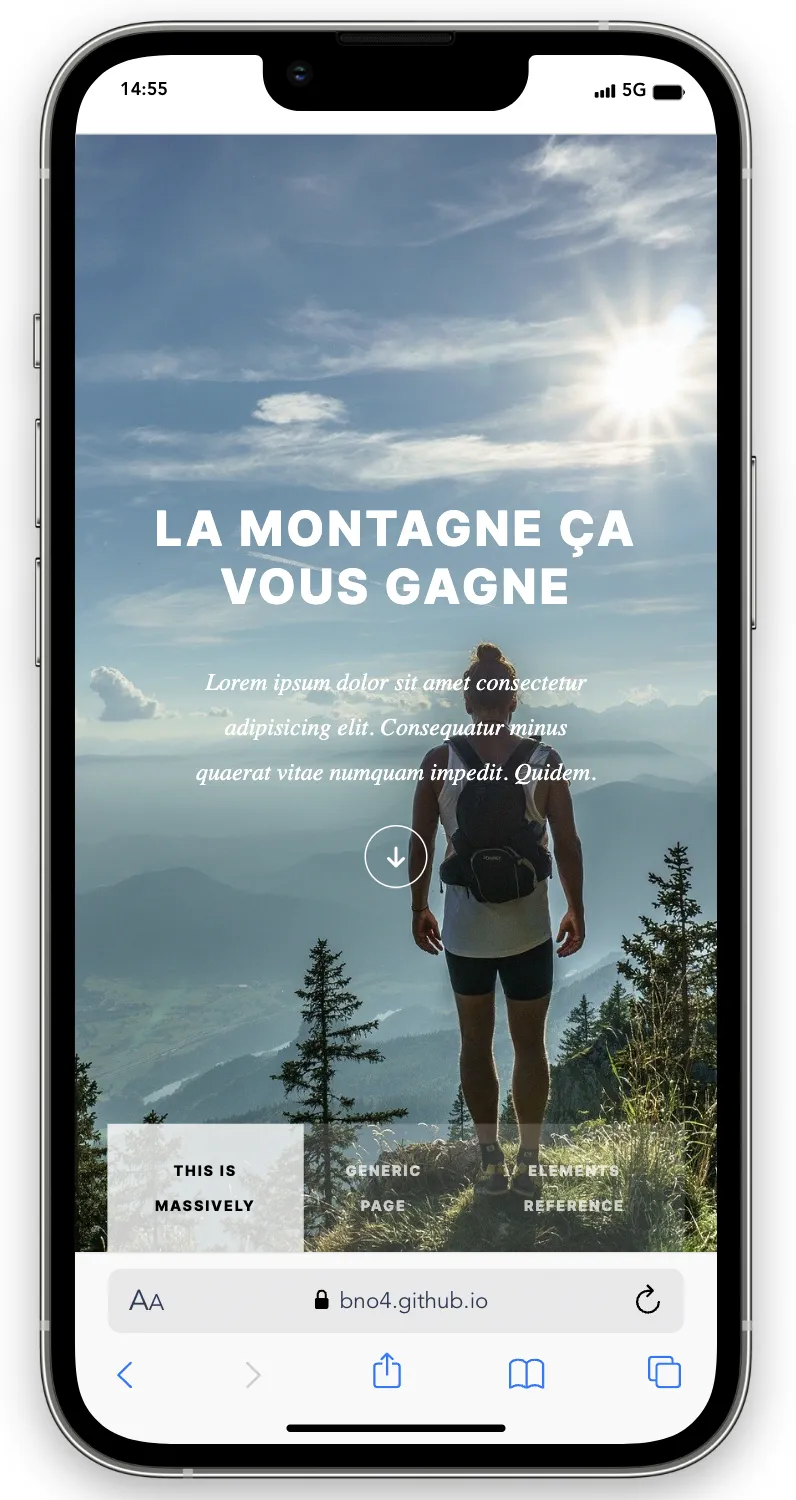 14:55
5G
LA MONTAGNE ÇA
VOUS GAGNE
Lorem ipsum dolor sit amet consectetur
adipisicing elit. Consequatur minus
quaerat vitae numquam impedit. Quidem.
THIS IS
MASSIVELY
GENERIC
PAGE
ELEMENTS
REFERENCE
AA
bno4.github.io